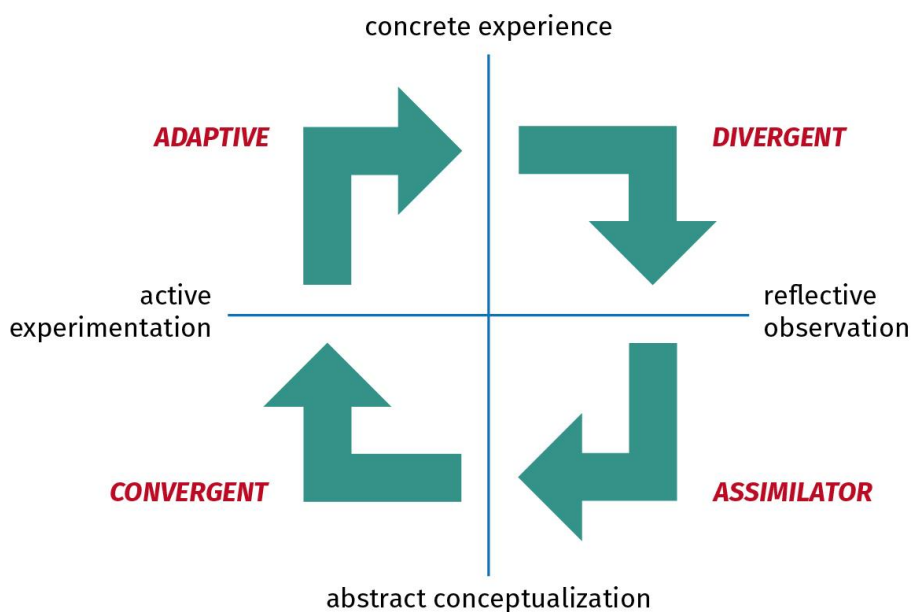 concrete experience
ADAPTIVE
DIVERGENT
active
experimentation
reflective
observation
CONVERGENT
ASSIMILATOR
abstract conceptualization